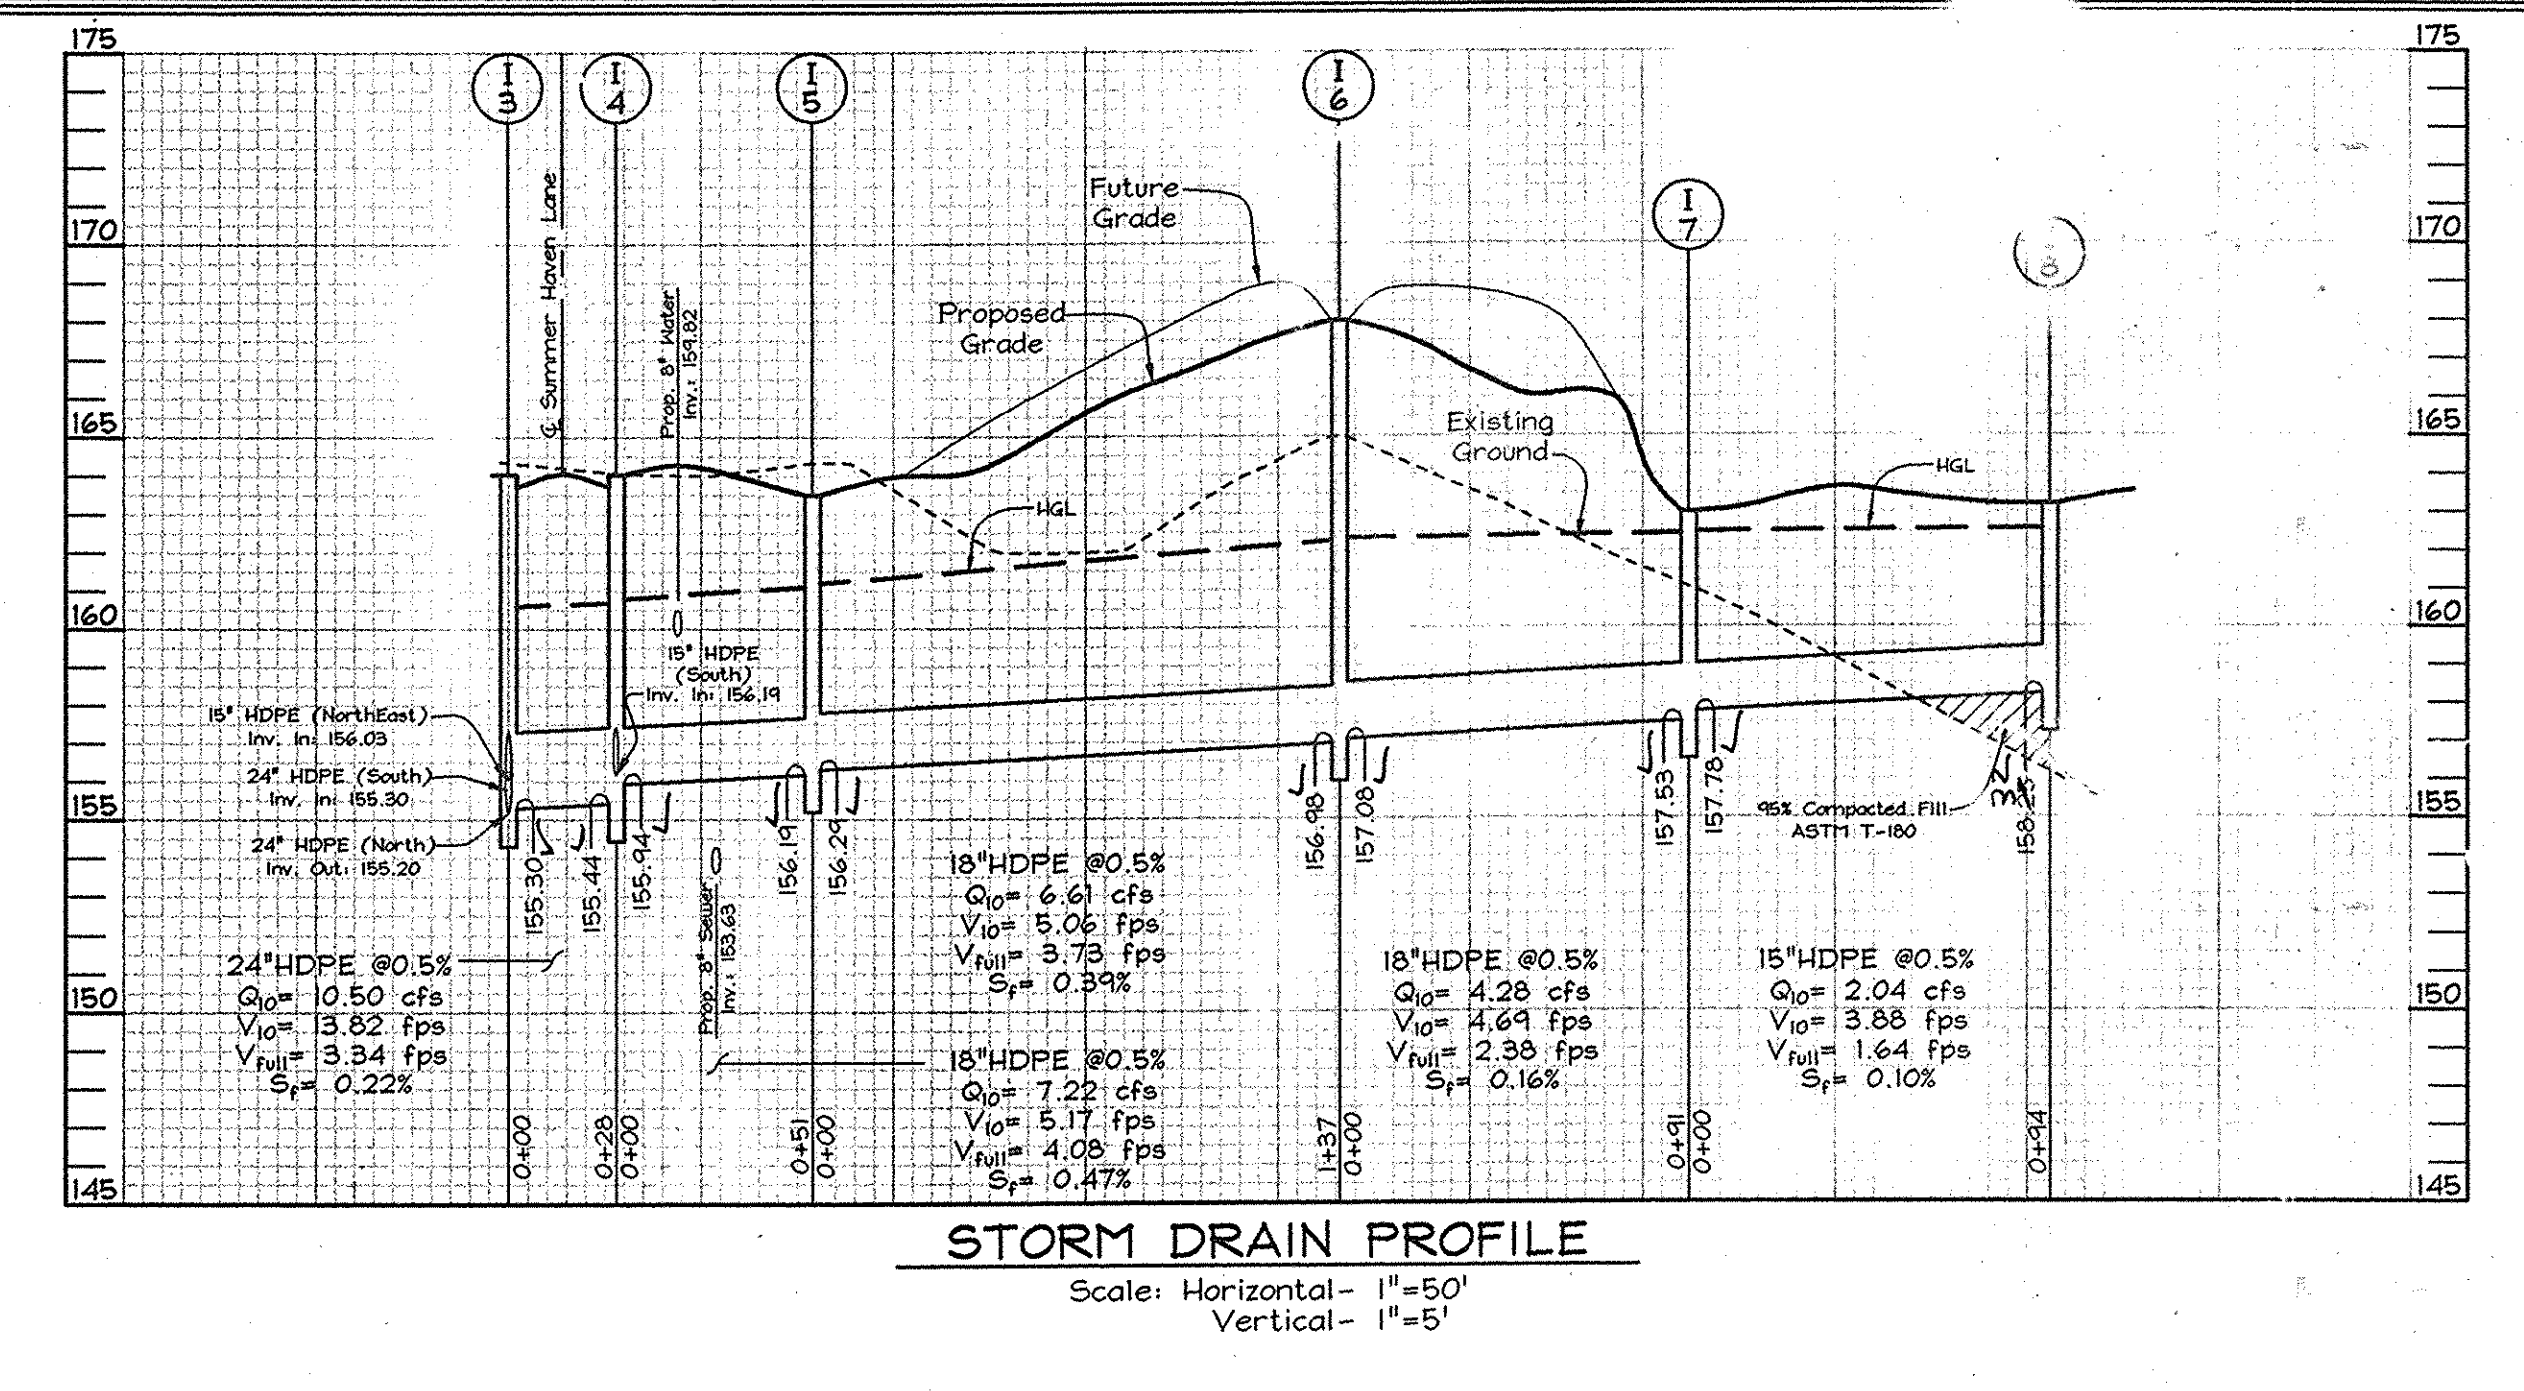 175
170
165
160
155
150
145
I
3
I
4
I
5
I
6
I
7
8
175
170
165
160
155
150
145
℄ Summer Haven Lane
Prop. 8" Water
Inv.: 159.82
Future
Grade
Proposed
Grade
Existing
Ground
HGL
HGL
15" HDPE
(South)
Inv. In: 156.19
15" HDPE (NorthEast)
Inv. In: 156.03
24" HDPE (South)
Inv. In: 155.30
24" HDPE (North)
Inv. Out: 155.20
155.30
155.44
155.94
156.19
156.29
156.98
157.08
157.53
157.78
32
158.25
95% Compacted Fill
ASTM T-180
Prop. 8" Sewer
Inv.: 153.63
24"HDPE @0.5%
Q10= 10.50 cfs
V10= 13.82 fps
Vfull= 3.34 fps
Sf= 0.22%
18"HDPE @0.5%
Q10= 6.61 cfs
V10= 5.06 fps
Vfull= 3.73 fps
Sf= 0.39%
18"HDPE @0.5%
Q10= 7.22 cfs
V10= 5.17 fps
Vfull= 4.08 fps
Sf= 0.47%
18"HDPE @0.5%
Q10= 4.28 cfs
V10= 4.69 fps
Vfull= 2.38 fps
Sf= 0.16%
15"HDPE @0.5%
Q10= 2.04 cfs
V10= 3.88 fps
Vfull= 1.64 fps
Sf= 0.10%
0+00
0+28
0+00
0+51
0+00
1+37
0+00
0+91
0+00
0+94
STORM DRAIN PROFILE
Scale: Horizontal- 1"=50'
Vertical- 1"=5'